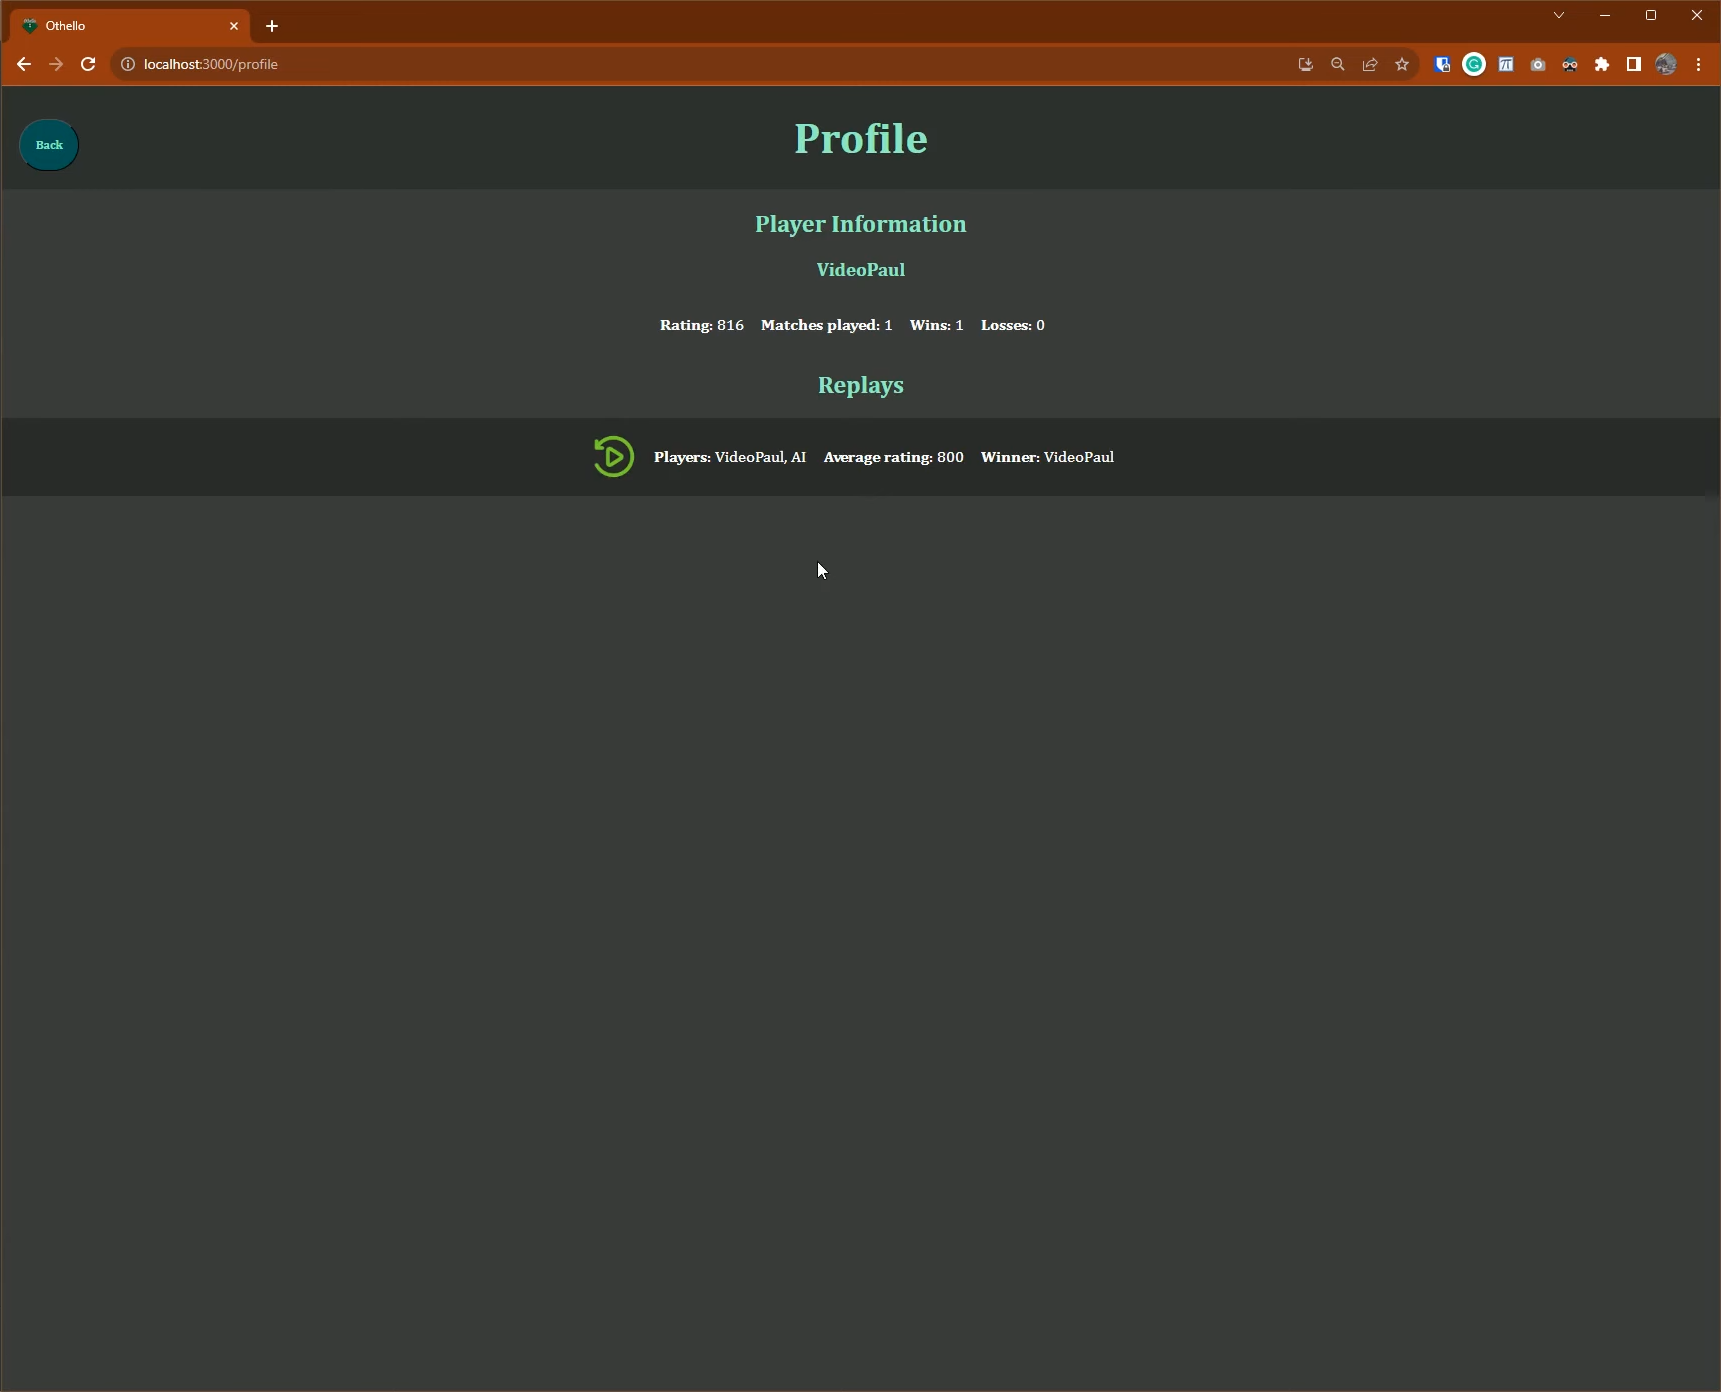 Othello
localhost:3000/profile
Back
Profile
Player Information
VideoPaul
Rating: 816 Matches played: 1 Wins: 1 Losses: 0
Replays
Players: VideoPaul, AI Average rating: 800 Winner: VideoPaul